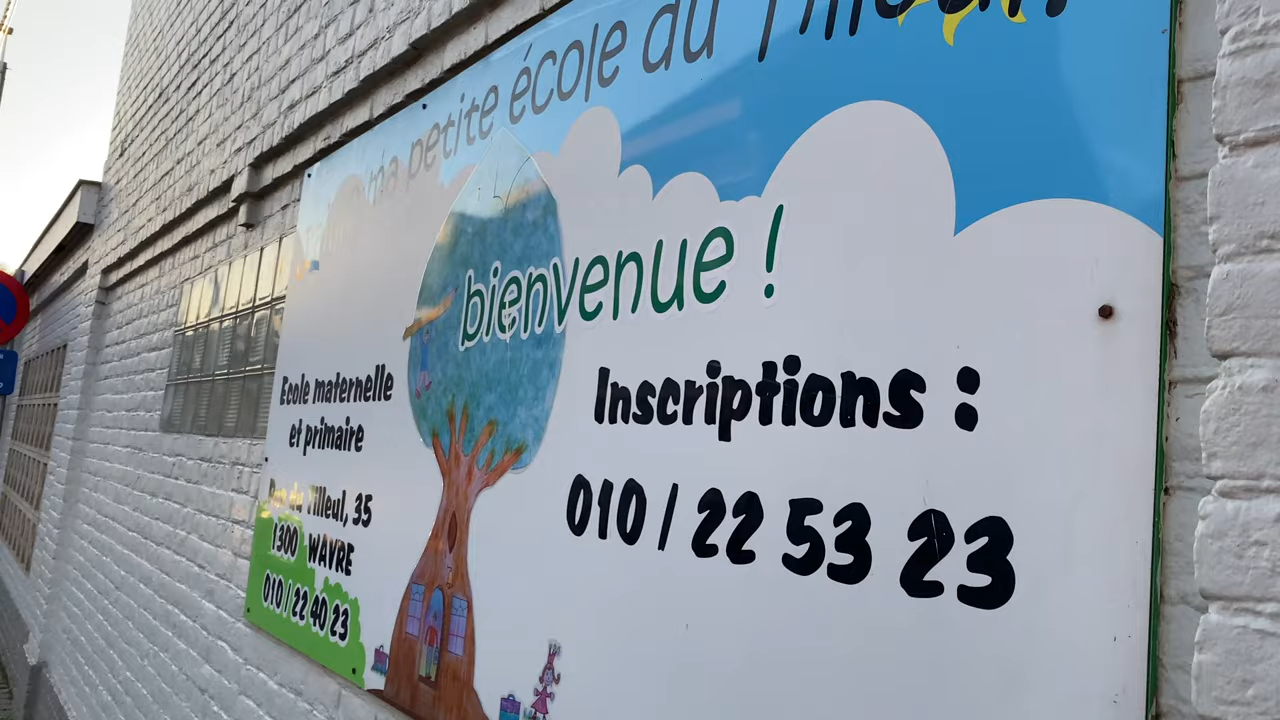 ma petite école du Tilleul !
bienvenue !
Ecole maternelle
et primaire
Rue du Tilleul, 35
1300 WAVRE
010 / 22 40 23
Inscriptions :
010 / 22 53 23